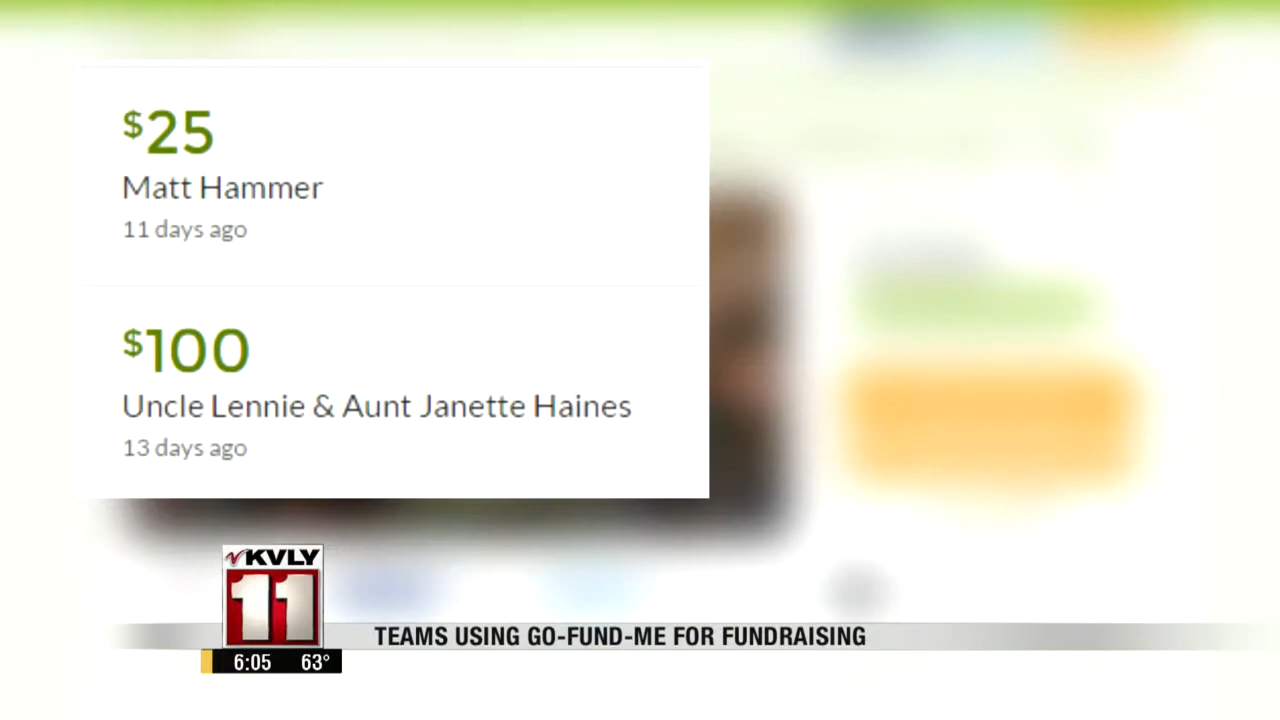 $25
Matt Hammer
11 days ago
$100
Uncle Lennie & Aunt Janette Haines
13 days ago
KVLY
11
TEAMS USING GO-FUND-ME FOR FUNDRAISING
6:05 63°